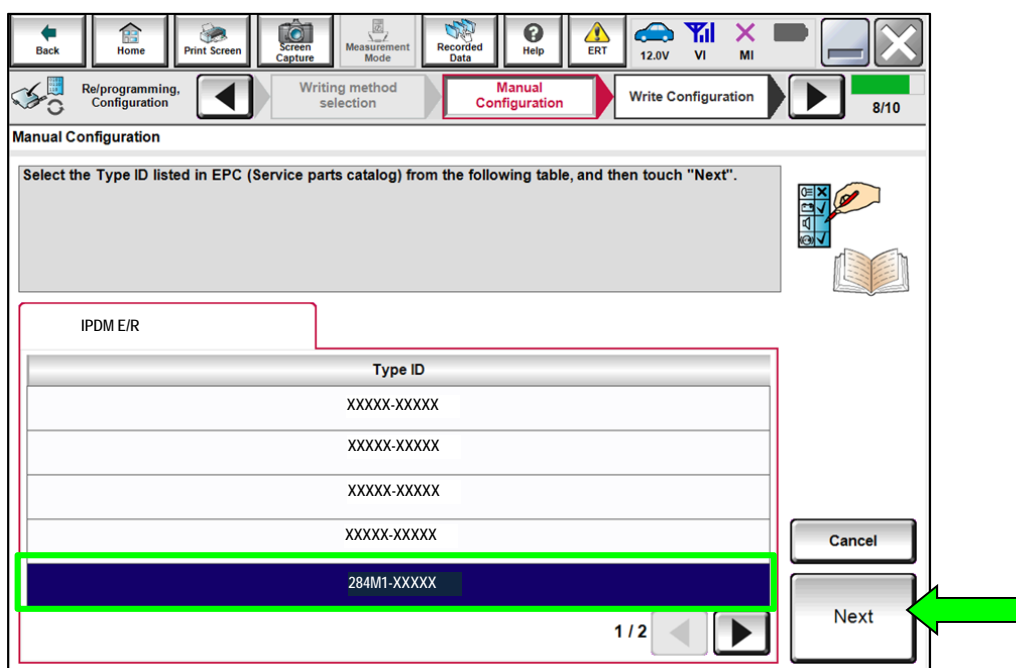 Back
Home
Print Screen
Screen
Capture
Measurement
Mode
Recorded
Data
Help
ERT
12.0V
VI
MI
Re/programming,
Configuration
Writing method
selection
Manual
Configuration
Write Configuration
8/10
Manual Configuration
Select the Type ID listed in EPC (Service parts catalog) from the following table, and then touch "Next".
IPDM E/R
Type ID
XXXXX-XXXXX
XXXXX-XXXXX
XXXXX-XXXXX
XXXXX-XXXXX
284M1-XXXXX
Cancel
1 / 2
Next